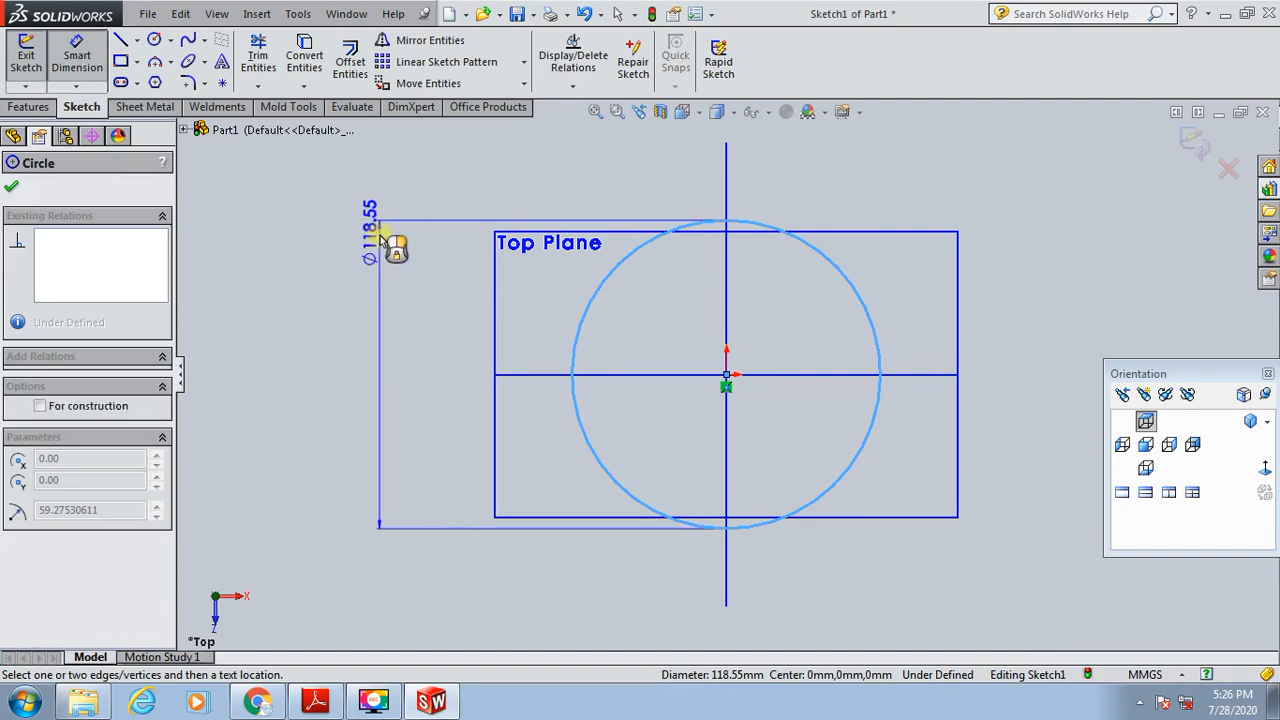 SOLIDWORKS File Edit View Insert Tools Window Help Sketch1 of Part1 * Search SolidWorks Help
Exit Sketch
Smart Dimension
Trim Entities
Convert Entities
Offset Entities
Mirror Entities
Linear Sketch Pattern
Move Entities
Display/Delete Relations
Repair Sketch
Quick Snaps
Rapid Sketch
Features Sketch Sheet Metal Weldments Mold Tools Evaluate DimXpert Office Products
Part1 (Default<<Default>_...
Circle ?
Existing Relations
Under Defined
Add Relations
Options
For construction
Parameters
0.00
0.00
59.27530611
Ø 118.55
Top Plane
Orientation
X
Z
*Top
Model Motion Study 1
Select one or two edges/vertices and then a text location. Diameter: 118.55mm Center: 0mm,0mm,0mm Under Defined Editing Sketch1 MMGS
5:26 PM
7/28/2020